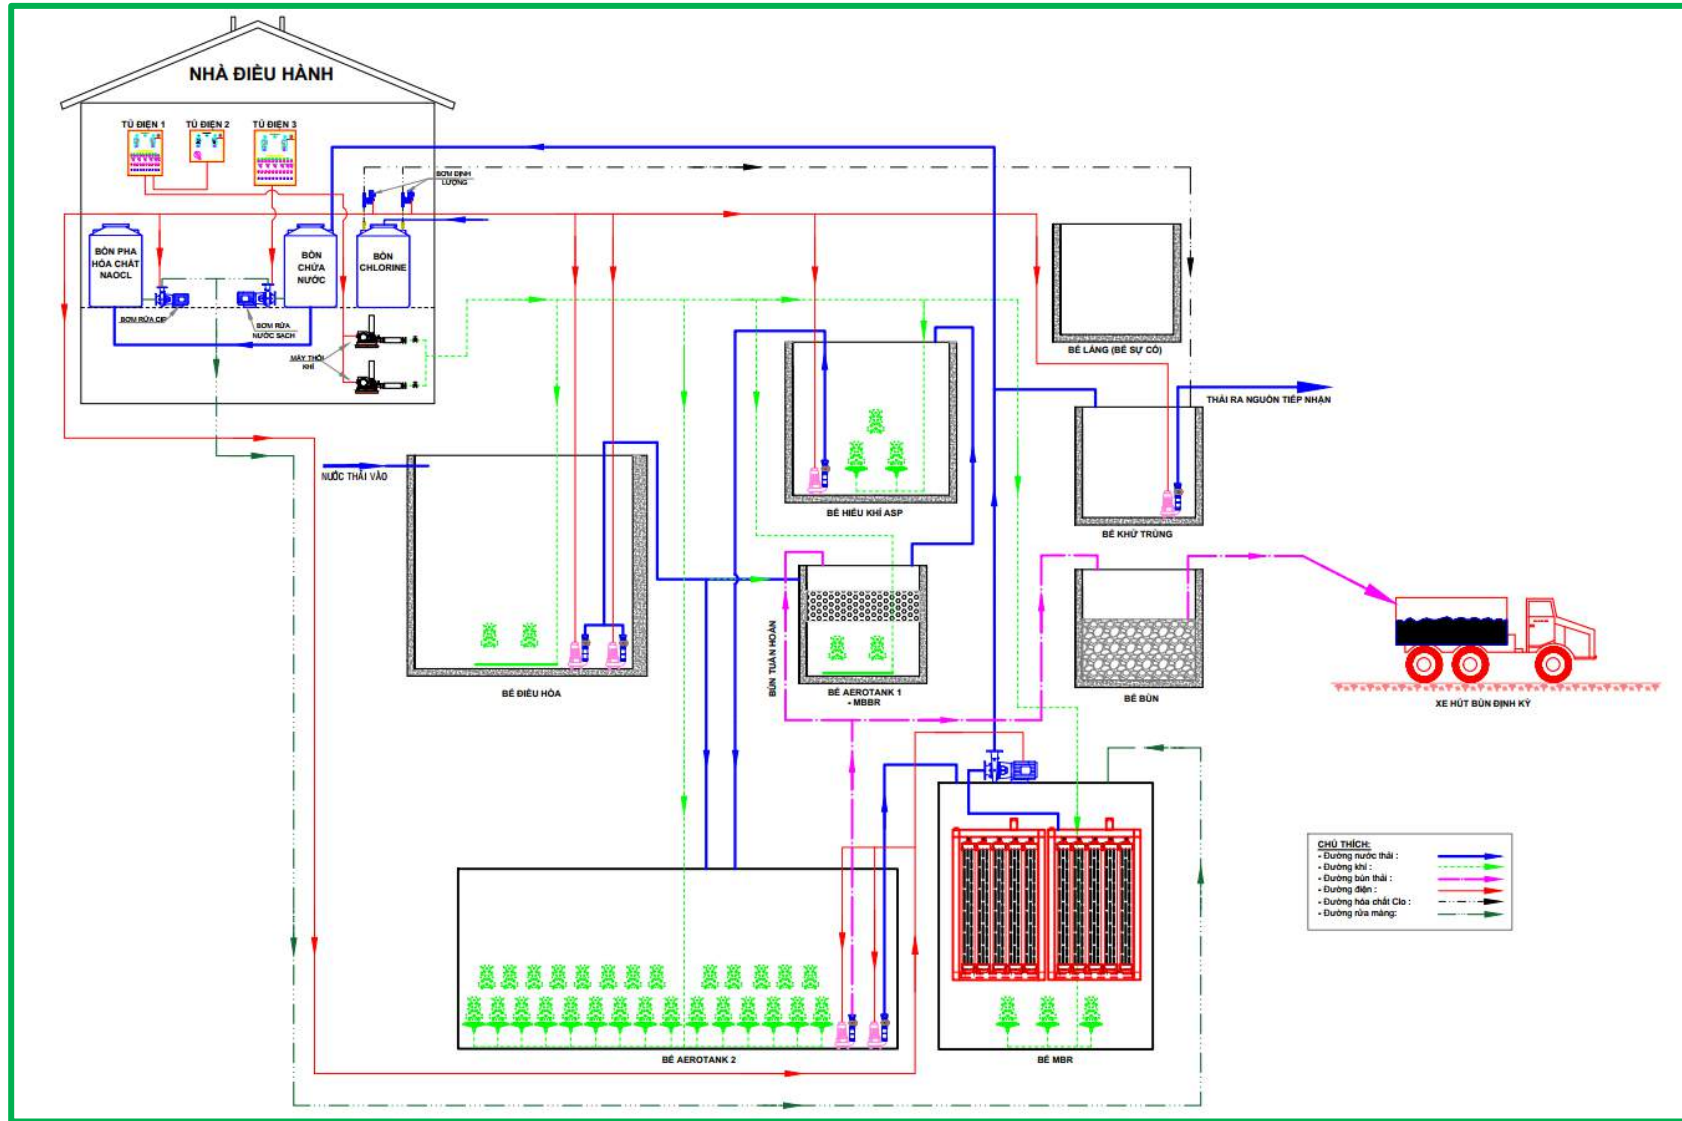 NHÀ ĐIỀU HÀNH
TỦ ĐIỆN 1
TỦ ĐIỆN 2
TỦ ĐIỆN 3
BƠM ĐỊNH
LƯỢNG
BỒN PHA
HÓA CHẤT
NAOCL
BỒN
CHỨA
NƯỚC
BỒN
CHLORINE
BƠM RỬA CIP
BƠM RỬA
NƯỚC SẠCH
MÁY THỔI
KHÍ
BỂ LẮNG (BỂ SỰ CỐ)
THẢI RA NGUỒN TIẾP NHẬN
NƯỚC THẢI VÀO
BỂ HIẾU KHÍ ASP
BỂ KHỬ TRÙNG
BÙN TUẦN HOÀN
BỂ ĐIỀU HÒA
BỂ AEROTANK 1
- MBBR
BỂ BÙN
XE HÚT BÙN ĐỊNH KỲ
CHÚ THÍCH:
- Đường nước thải :
- Đường khí :
- Đường bùn thải :
- Đường điện :
- Đường hóa chất Clo :
- Đường rửa màng:
BỂ AEROTANK 2
BỂ MBR